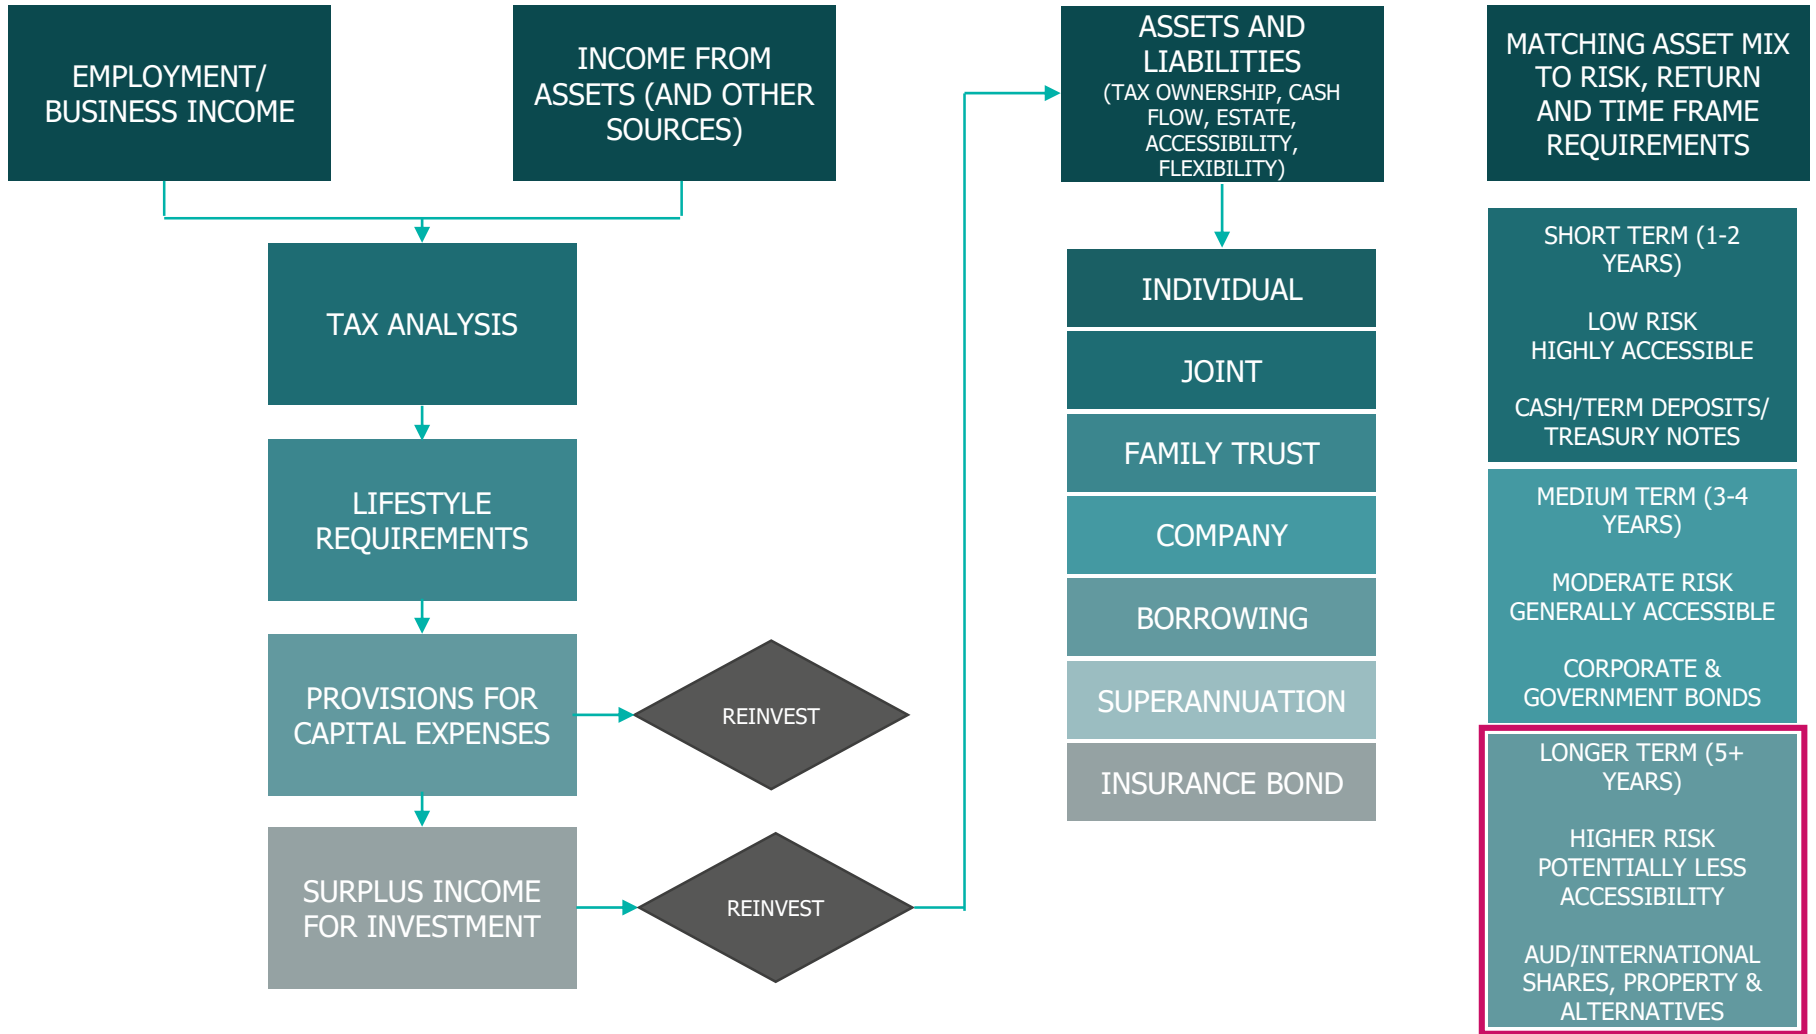 EMPLOYMENT/
BUSINESS INCOME
INCOME FROM
ASSETS (AND OTHER
SOURCES)
TAX ANALYSIS
LIFESTYLE
REQUIREMENTS
PROVISIONS FOR
CAPITAL EXPENSES
REINVEST
SURPLUS INCOME
FOR INVESTMENT
REINVEST
ASSETS AND
LIABILITIES
(TAX OWNERSHIP, CASH
FLOW, ESTATE,
ACCESSIBILITY,
FLEXIBILITY)
INDIVIDUAL
JOINT
FAMILY TRUST
COMPANY
BORROWING
SUPERANNUATION
INSURANCE BOND
MATCHING ASSET MIX
TO RISK, RETURN
AND TIME FRAME
REQUIREMENTS
SHORT TERM (1-2
YEARS)
LOW RISK
HIGHLY ACCESSIBLE
CASH/TERM DEPOSITS/
TREASURY NOTES
MEDIUM TERM (3-4
YEARS)
MODERATE RISK
GENERALLY ACCESSIBLE
CORPORATE &
GOVERNMENT BONDS
LONGER TERM (5+
YEARS)
HIGHER RISK
POTENTIALLY LESS
ACCESSIBILITY
AUD/INTERNATIONAL
SHARES, PROPERTY &
ALTERNATIVES